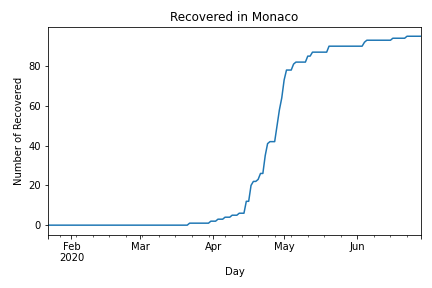 Recovered in Monaco
Number of Recovered
80
60
40
20
0
Feb
2020
Mar
Apr
May
Jun
Day